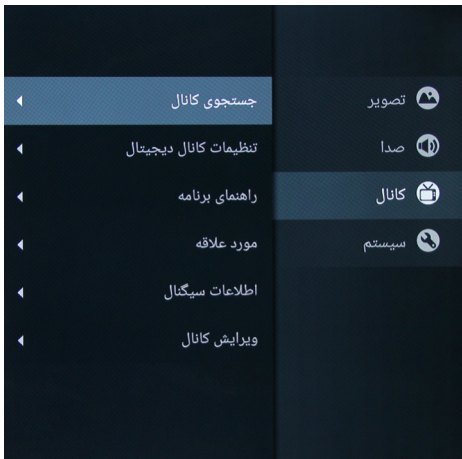 تصویر
صدا
کانال
سیستم
جستجوی کانال
تنظیمات کانال دیجیتال
راهنمای برنامه
مورد علاقه
اطلاعات سیگنال
ویرایش کانال